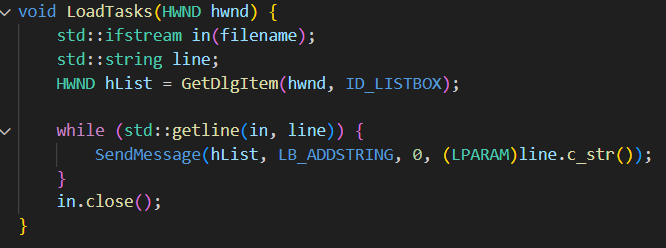 void LoadTasks(HWND hwnd) {
    std::ifstream in(filename);
    std::string line;
    HWND hList = GetDlgItem(hwnd, ID_LISTBOX);

    while (std::getline(in, line)) {
        SendMessage(hList, LB_ADDSTRING, 0, (LPARAM)line.c_str());
    }
    in.close();
}